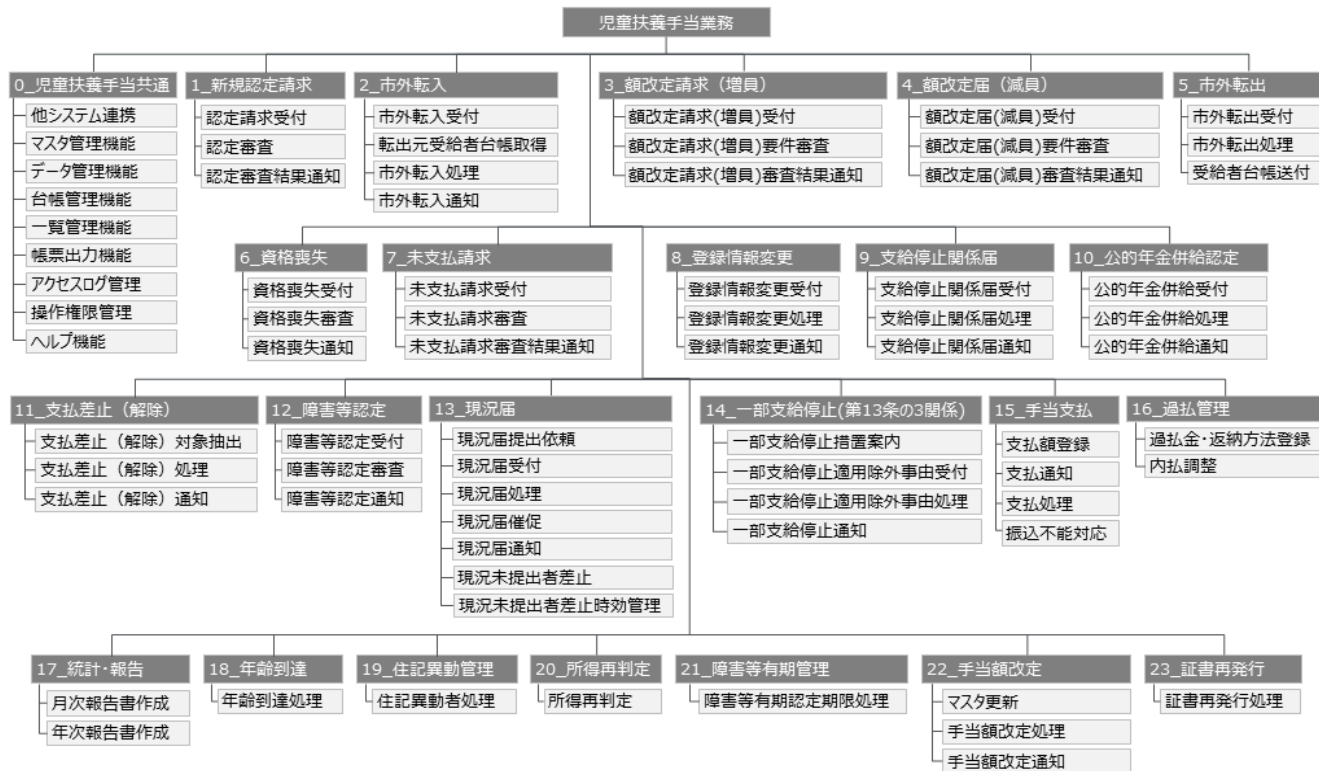 児童扶養手当業務
0_児童扶養手当共通
他システム連携
マスタ管理機能
データ管理機能
台帳管理機能
一覧管理機能
帳票出力機能
アクセスログ管理
操作権限管理
ヘルプ機能
1_新規認定請求
認定請求受付
認定審査
認定審査結果通知
2_市外転入
市外転入受付
転出元受給者台帳取得
市外転入処理
市外転入通知
3_額改定請求（増員）
額改定請求(増員)受付
額改定請求(増員)要件審査
額改定請求(増員)審査結果通知
4_額改定届（減員）
額改定届(減員)受付
額改定届(減員)要件審査
額改定届(減員)審査結果通知
5_市外転出
市外転出受付
市外転出処理
受給者台帳送付
6_資格喪失
資格喪失受付
資格喪失審査
資格喪失通知
7_未支払請求
未支払請求受付
未支払請求審査
未支払請求審査結果通知
8_登録情報変更
登録情報変更受付
登録情報変更処理
登録情報変更通知
9_支給停止関係届
支給停止関係届受付
支給停止関係届処理
支給停止関係届通知
10_公的年金併給認定
公的年金併給受付
公的年金併給処理
公的年金併給通知
11_支払差止（解除）
支払差止（解除）対象抽出
支払差止（解除）処理
支払差止（解除）通知
12_障害等認定
障害等認定受付
障害等認定審査
障害等認定通知
13_現況届
現況届提出依頼
現況届受付
現況届処理
現況届催促
現況届通知
現況未提出者差止
現況未提出者差止時効管理
14_一部支給停止(第13条の3関係)
一部支給停止措置案内
一部支給停止適用除外事由受付
一部支給停止適用除外事由処理
一部支給停止通知
15_手当支払
支払額登録
支払通知
支払処理
振込不能対応
16_過払管理
過払金・返納方法登録
内払調整
17_統計・報告
月次報告書作成
年次報告書作成
18_年齢到達
年齢到達処理
19_住記異動管理
住記異動者処理
20_所得再判定
所得再判定
21_障害等有期管理
障害等有期認定期限処理
22_手当額改定
マスタ更新
手当額改定処理
手当額改定通知
23_証書再発行
証書再発行処理